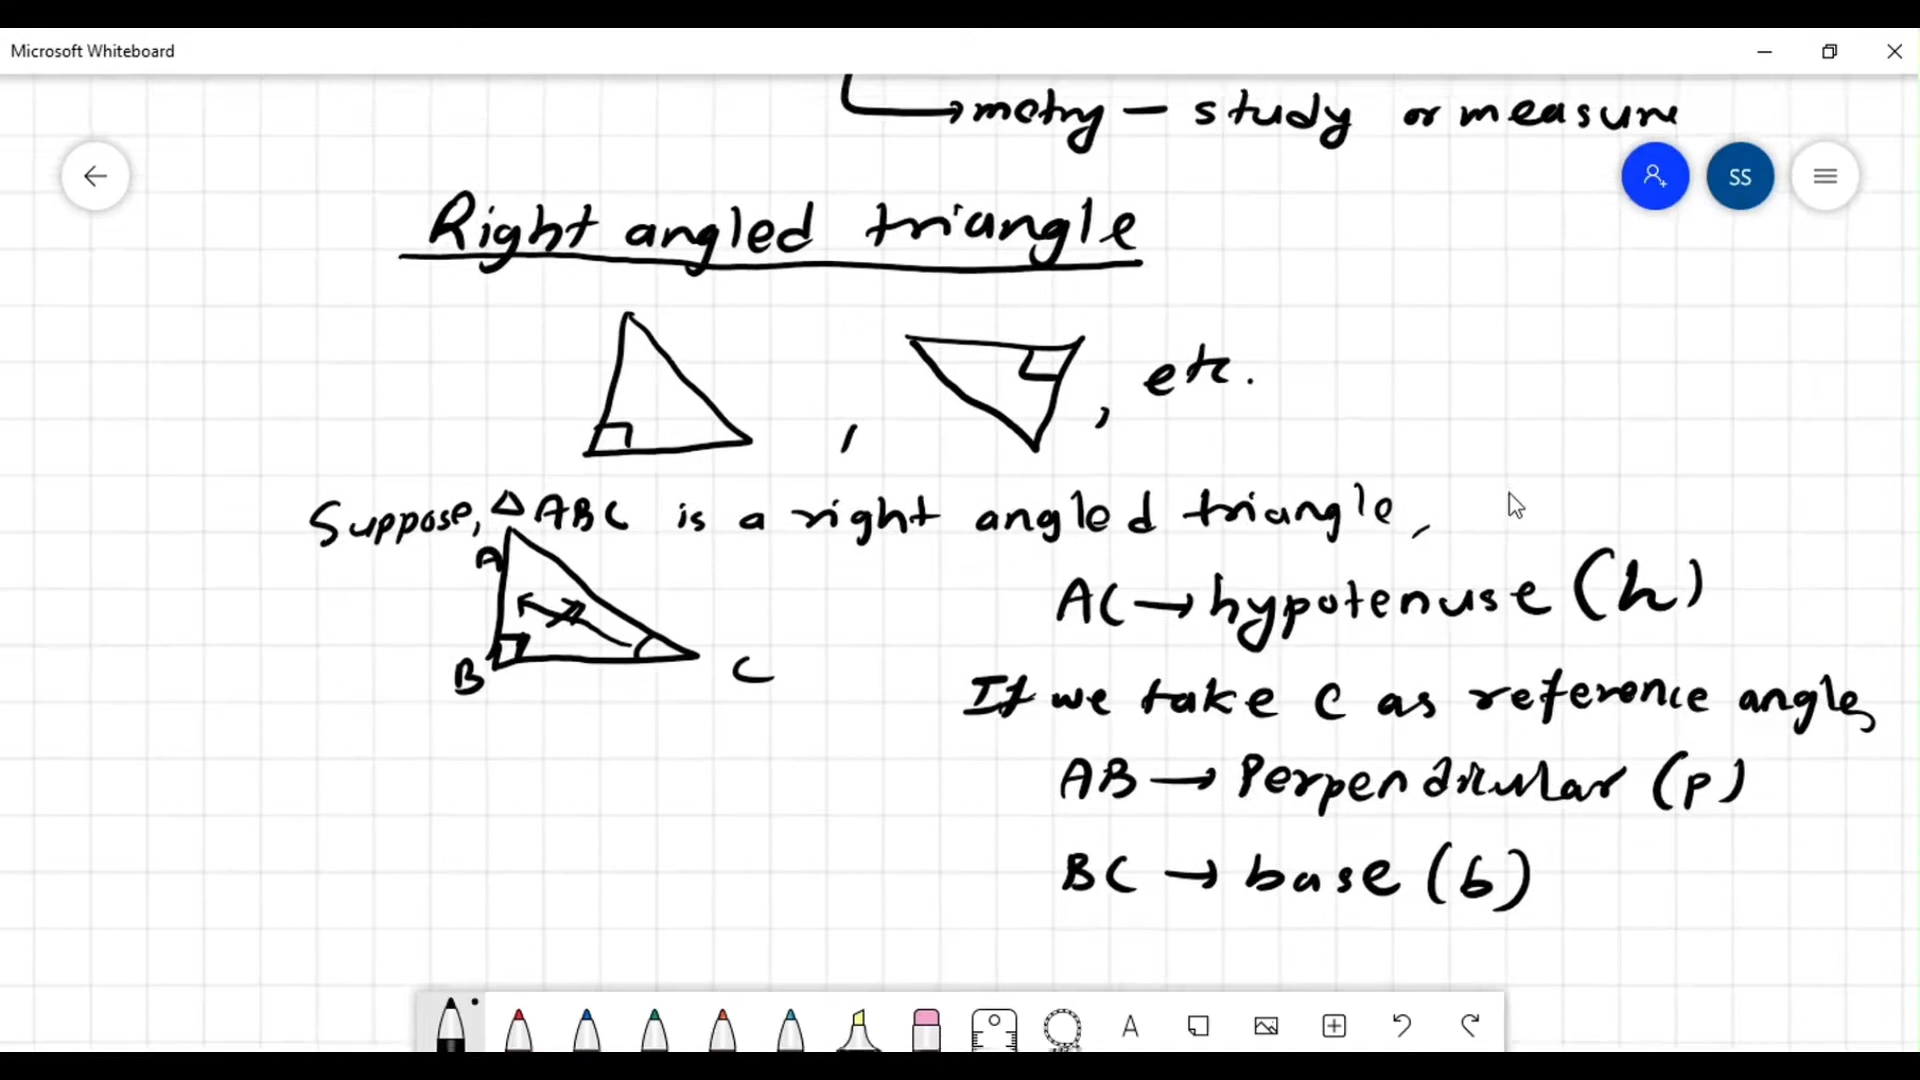 Microsoft Whiteboard
metry - study or measure
SS
Right angled triangle
, , etc.
Suppose, △ABC is a right angled triangle,
A
B
C
AC → hypotenuse (h)
If we take C as reference angle,
AB → Perpendicular (p)
BC → base (b)